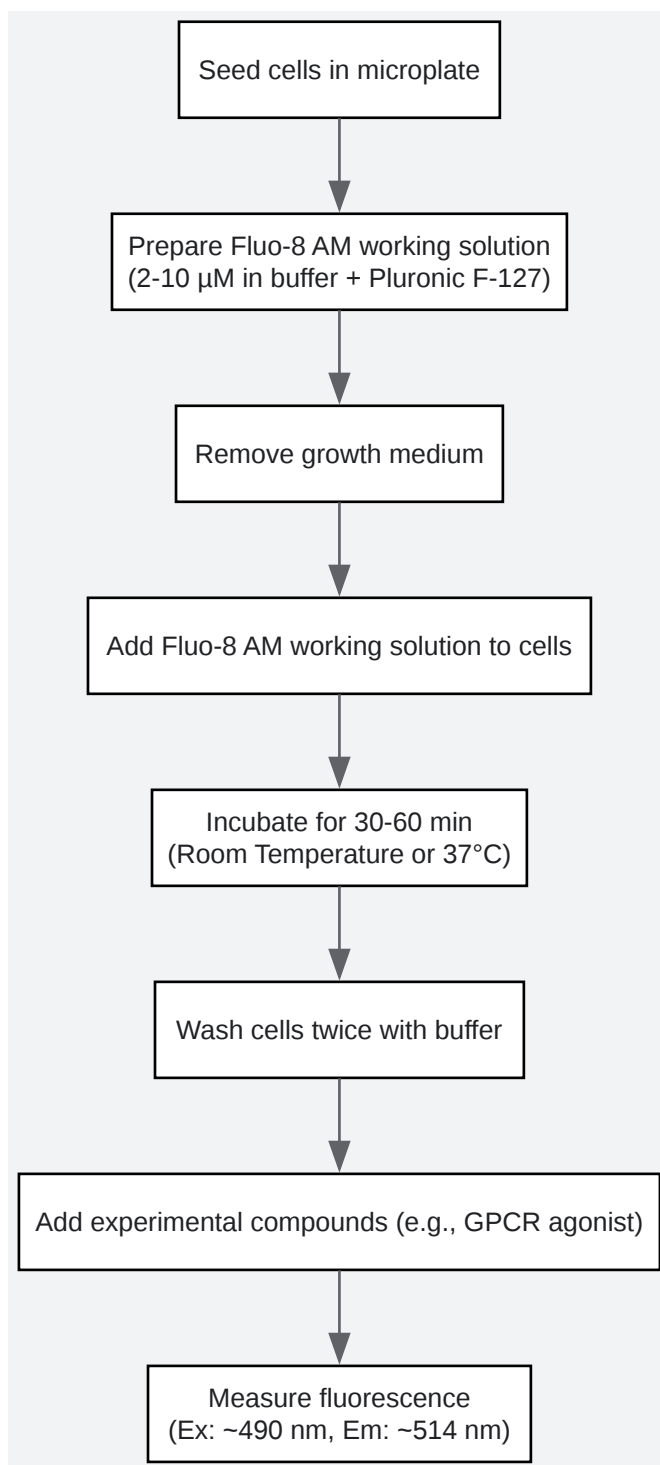 Seed cells in microplate
Prepare Fluo-8 AM working solution
(2-10 µM in buffer + Pluronic F-127)
Remove growth medium
Add Fluo-8 AM working solution to cells
Incubate for 30-60 min
(Room Temperature or 37°C)
Wash cells twice with buffer
Add experimental compounds (e.g., GPCR agonist)
Measure fluorescence
(Ex: ~490 nm, Em: ~514 nm)